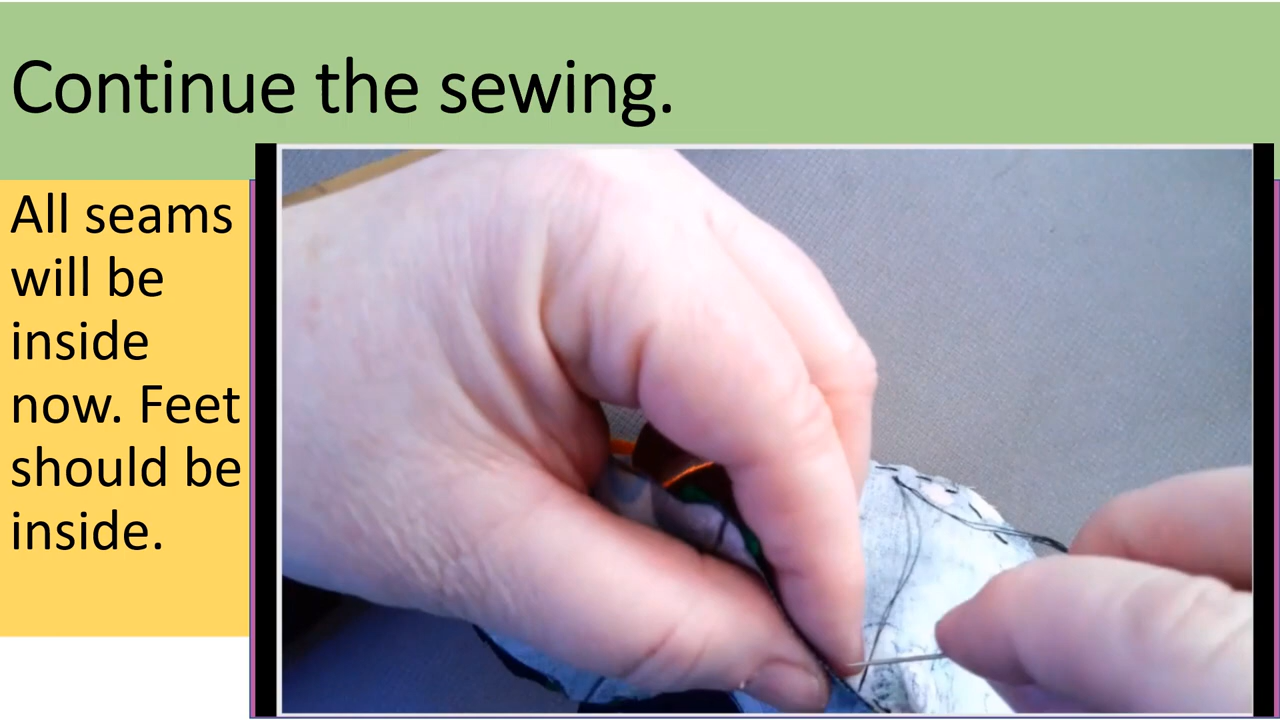 Continue the sewing.
All seams
will be
inside
now. Feet
should be
inside.